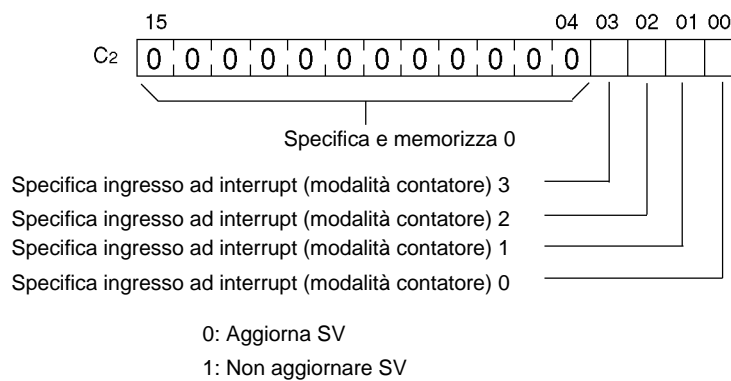 15 04 03 02 01 00
C2 0 0 0 0 0 0 0 0 0 0 0 0
Specifica e memorizza 0
Specifica ingresso ad interrupt (modalità contatore) 3
Specifica ingresso ad interrupt (modalità contatore) 2
Specifica ingresso ad interrupt (modalità contatore) 1
Specifica ingresso ad interrupt (modalità contatore) 0
0: Aggiorna SV
1: Non aggiornare SV